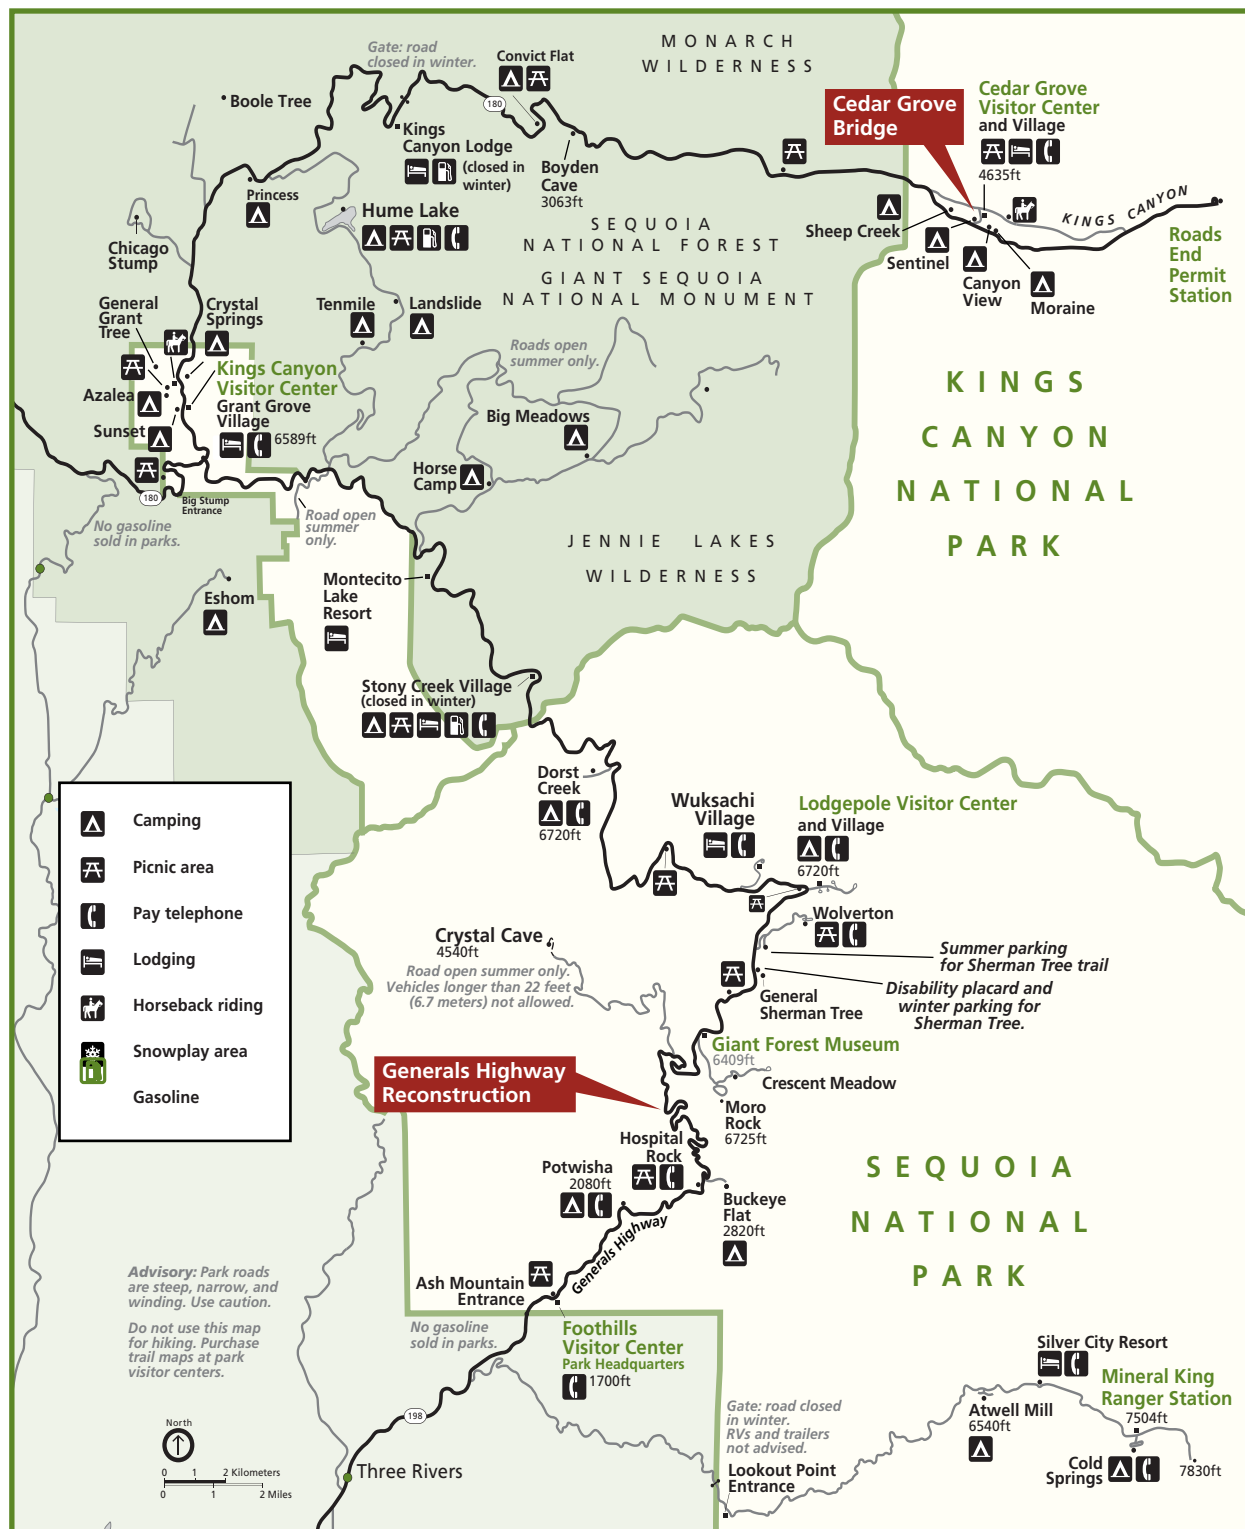 MONARCH
WILDERNESS
Gate: road
closed in winter.
Convict Flat
180
Boole Tree
Kings
Canyon Lodge
(closed in
winter)
Boyden
Cave
3063ft
Cedar Grove
Bridge
Cedar Grove
Visitor Center
and Village
4635ft
KINGS CANYON
Roads
End
Permit
Station
Sheep Creek
Sentinel
Canyon
View
Moraine
Princess
Hume Lake
Chicago
Stump
SEQUOIA
NATIONAL FOREST
GIANT SEQUOIA
NATIONAL MONUMENT
General
Grant
Tree
Crystal
Springs
Tenmile
Landslide
Roads open
summer only.
Kings Canyon
Visitor Center
Grant Grove
Village
6589ft
Azalea
Sunset
Big Meadows
Horse
Camp
KINGS
CANYON
NATIONAL
PARK
180
Big Stump
Entrance
No gasoline
sold in parks.
Road open
summer
only.
JENNIE LAKES
WILDERNESS
Eshom
Montecito
Lake
Resort
Stony Creek Village
(closed in winter)
Dorst
Creek
6720ft
Wuksachi
Village
Lodgepole Visitor Center
and Village
6720ft
Camping
Picnic area
Pay telephone
Lodging
Horseback riding
Snowplay area
Gasoline
Wolverton
Crystal Cave
4540ft
Road open summer only.
Vehicles longer than 22 feet
(6.7 meters) not allowed.
Summer parking
for Sherman Tree trail
Disability placard and
winter parking for
Sherman Tree.
General
Sherman Tree
Giant Forest Museum
6409ft
Crescent Meadow
Generals Highway
Reconstruction
Moro
Rock
6725ft
Hospital
Rock
Potwisha
2080ft
Buckeye
Flat
2820ft
Generals Highway
SEQUOIA
NATIONAL
PARK
Advisory: Park roads
are steep, narrow, and
winding. Use caution.
Do not use this map
for hiking. Purchase
trail maps at park
visitor centers.
Ash Mountain
Entrance
No gasoline
sold in parks.
Foothills
Visitor Center
Park Headquarters
1700ft
Silver City Resort
Mineral King
Ranger Station
7504ft
Atwell Mill
6540ft
Cold
Springs
7830ft
Gate: road closed
in winter.
RVs and trailers
not advised.
Lookout Point
Entrance
198
Three Rivers
North
0 1 2 Kilometers
0 1 2 Miles